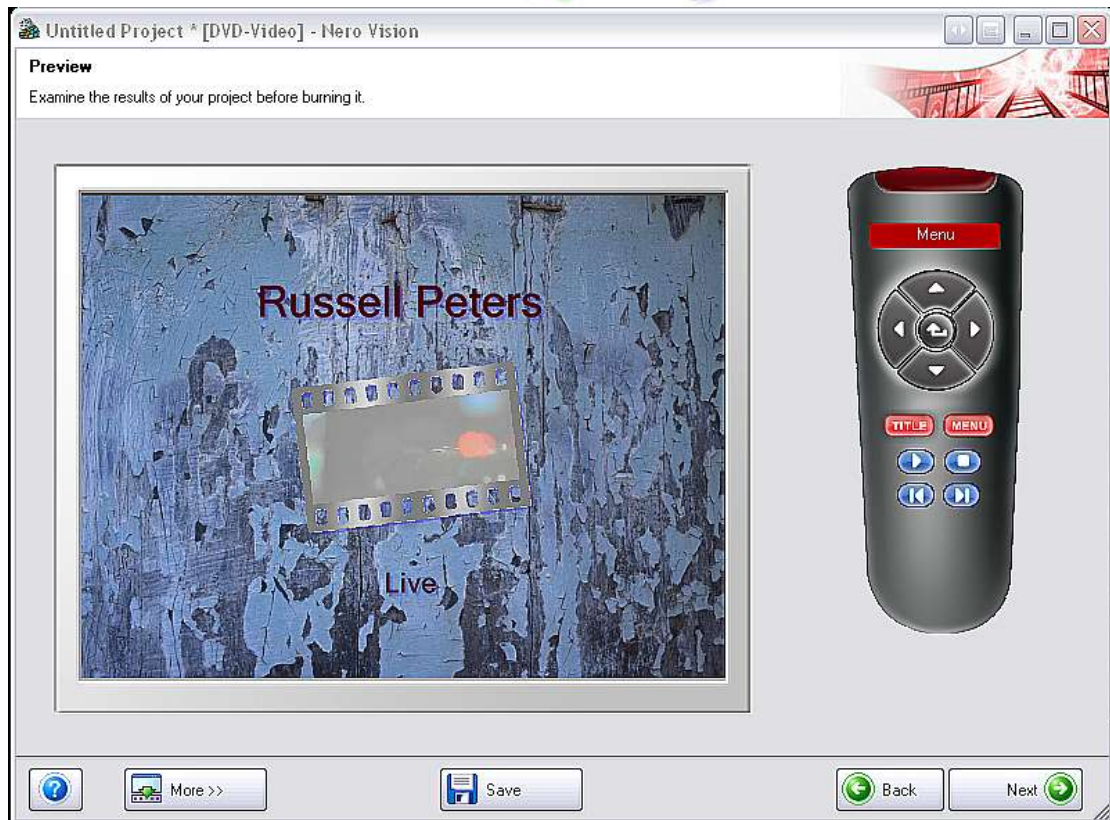 Untitled Project * [DVD-Video] - Nero Vision
Preview
Examine the results of your project before burning it.
Menu
Russell Peters
TITLE MENU
Live
More >>
Save
Back
Next